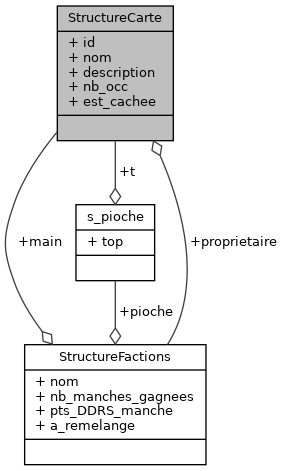 StructureCarte
+ id
+ nom
+ description
+ nb_occ
+ est_cachee
+t
s_pioche
+ top
+main
+proprietaire
+pioche
StructureFactions
+ nom
+ nb_manches_gagnees
+ pts_DDRS_manche
+ a_remelange